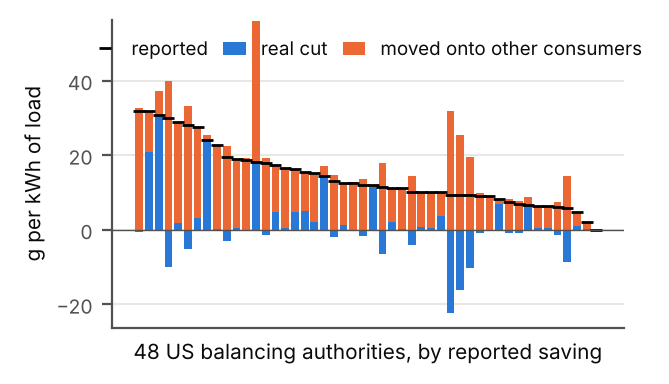 reported real cut moved onto other consumers
40
20
0
−20
g per kWh of load
48 US balancing authorities, by reported saving